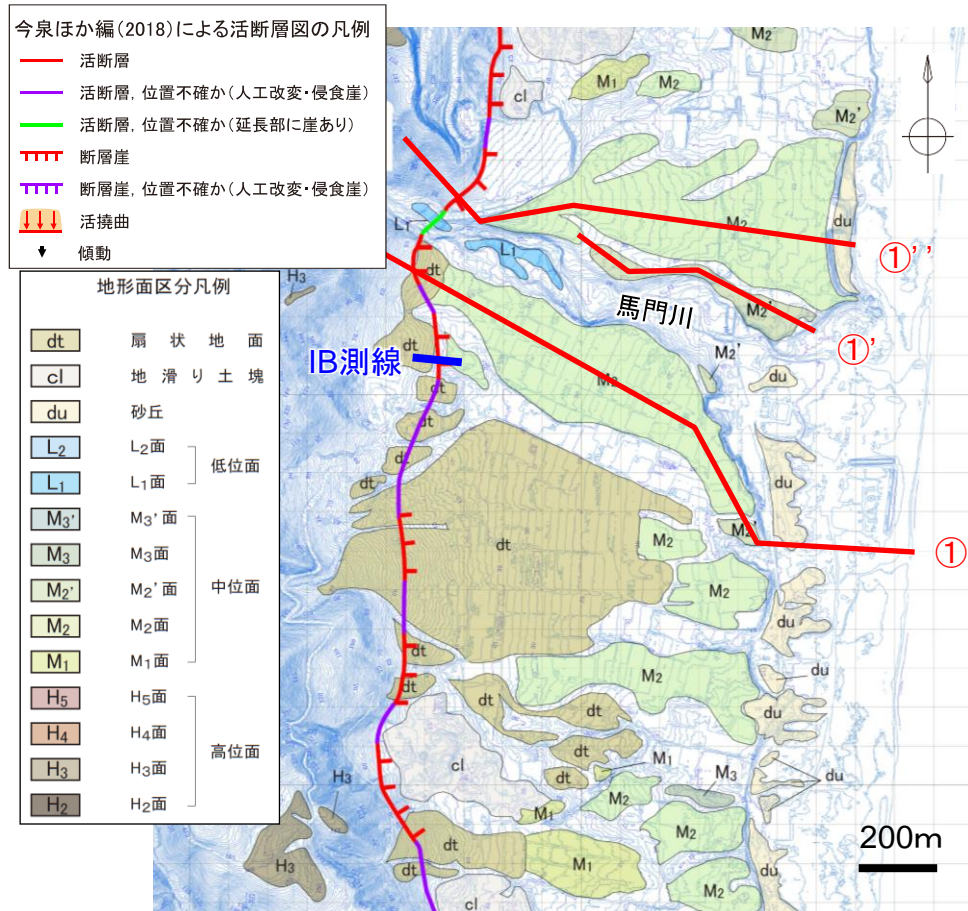 今泉ほか編(2018)による活断層図の凡例
活断層
活断層，位置不確か(人工改変・侵食崖)
活断層，位置不確か(延長部に崖あり)
断層崖
断層崖，位置不確か(人工改変・侵食崖)
活撓曲
傾動
地形面区分凡例
dt 扇状地面
cl 地滑り土塊
du 砂丘
L2 L2面
L1 L1面
低位面
M3' M3'面
M3 M3面
M2' M2'面
M2 M2面
M1 M1面
中位面
H5 H5面
H4 H4面
H3 H3面
H2 H2面
高位面
M2
cl
M1
M2
M2'
L1
M2
du
①''
L1
H3
dt
馬門川
M2'
①'
dt
IB測線
M2'
du
dt
dt
dt
dt
du
dt
M2
M2'
①
M2
du
dt
M2
du
dt
dt
dt
du
dt
M1
du
cl
dt
M3
H3
M2
M1
M2
dt
M1
H3
dt
du
cl
M2
200m